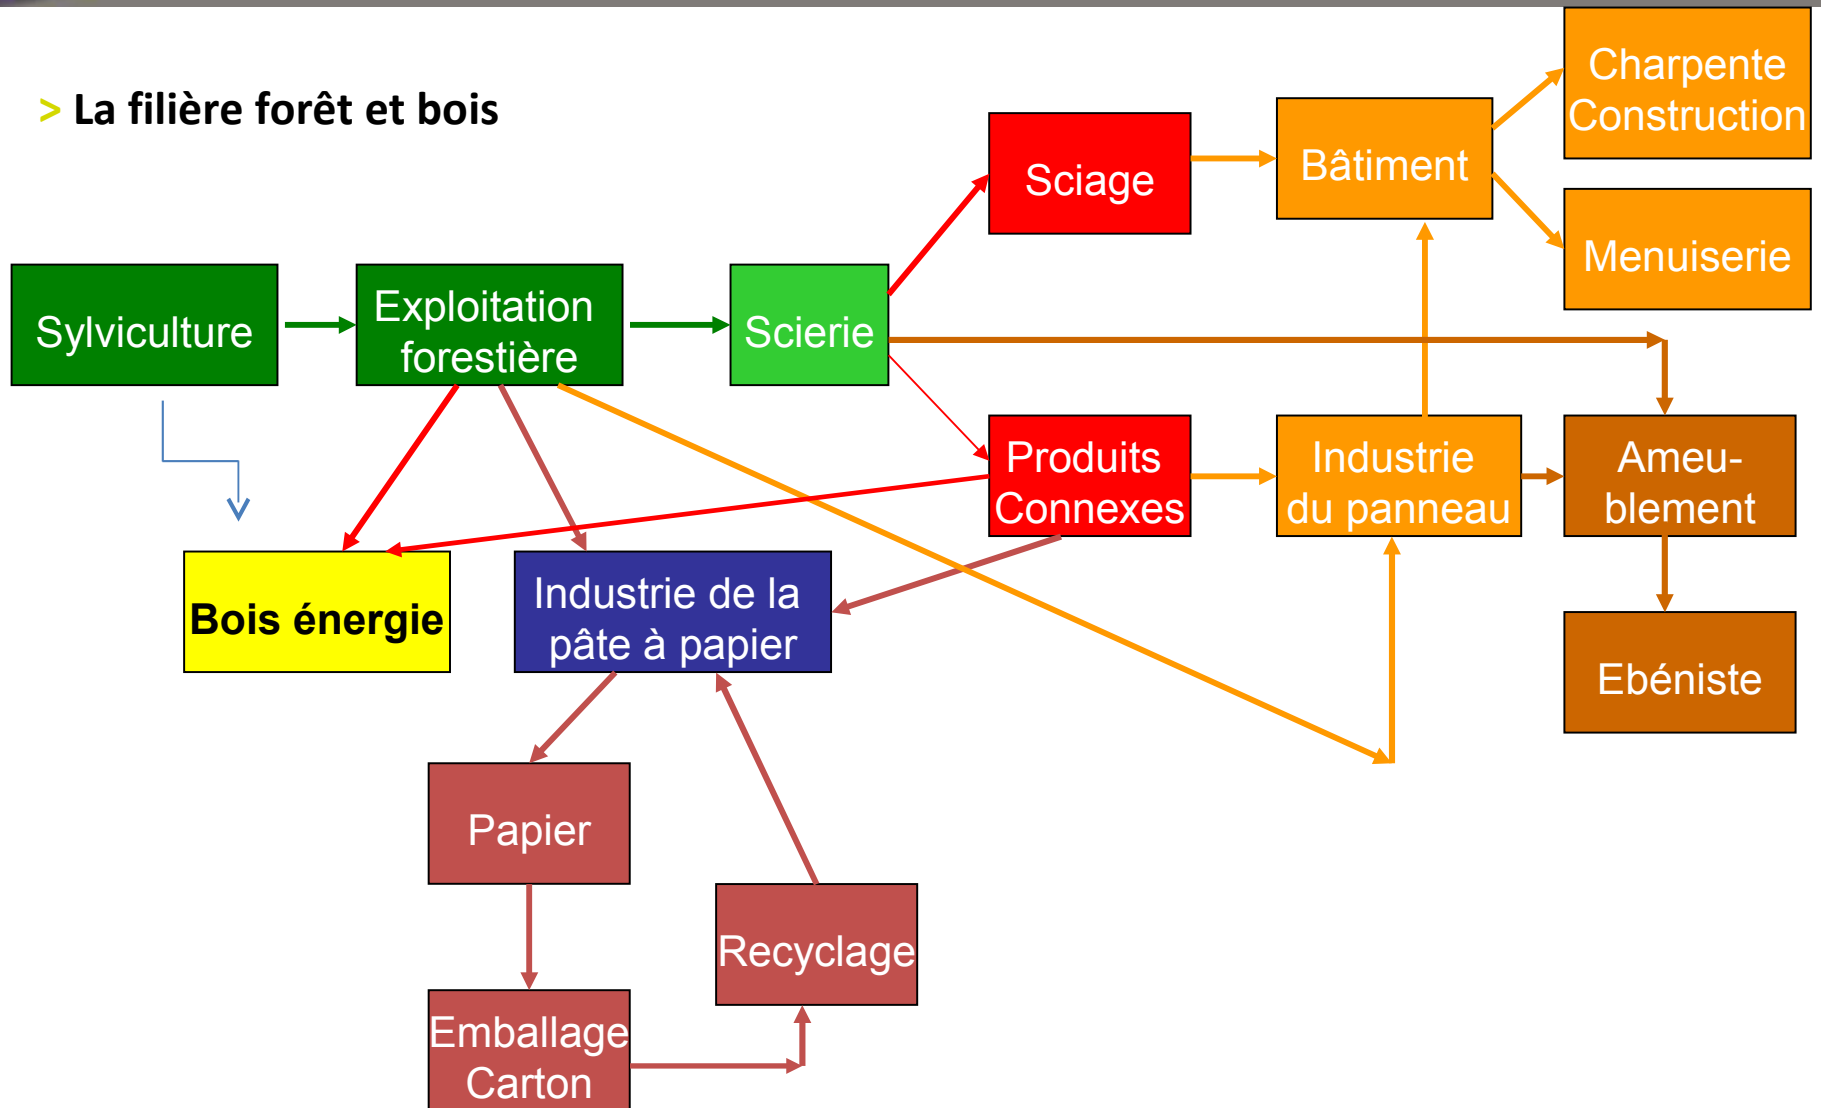 > La filière forêt et bois
Charpente
Construction
Sciage
Bâtiment
Menuiserie
Sylviculture
Exploitation
forestière
Scierie
Produits
Connexes
Industrie
du panneau
Ameu-
blement
Bois énergie
Industrie de la
pâte à papier
Ebéniste
Papier
Recyclage
Emballage
Carton